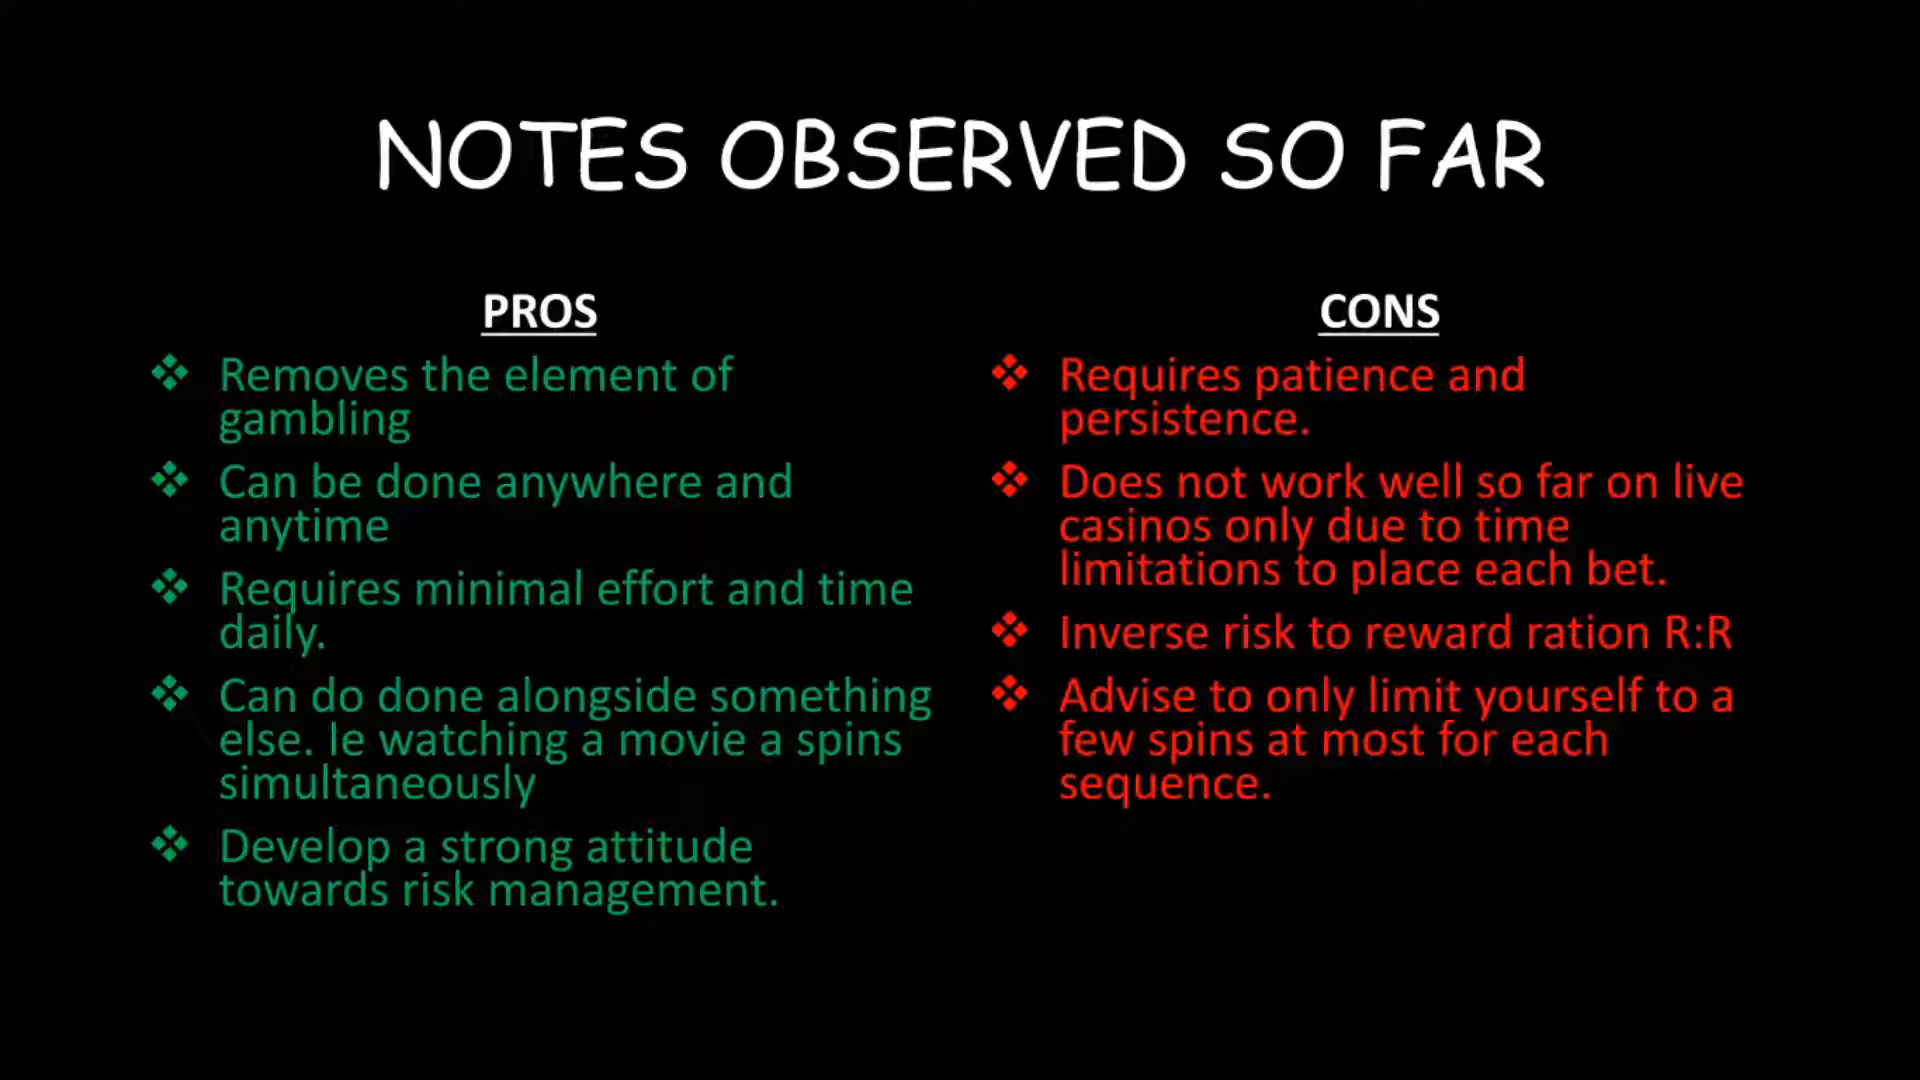 NOTES OBSERVED SO FAR
PROS
Removes the element of
gambling
Can be done anywhere and
anytime
Requires minimal effort and time
daily.
Can do done alongside something
else. Ie watching a movie a spins
simultaneously
Develop a strong attitude
towards risk management.
CONS
Requires patience and
persistence.
Does not work well so far on live
casinos only due to time
limitations to place each bet.
Inverse risk to reward ration R:R
Advise to only limit yourself to a
few spins at most for each
sequence.